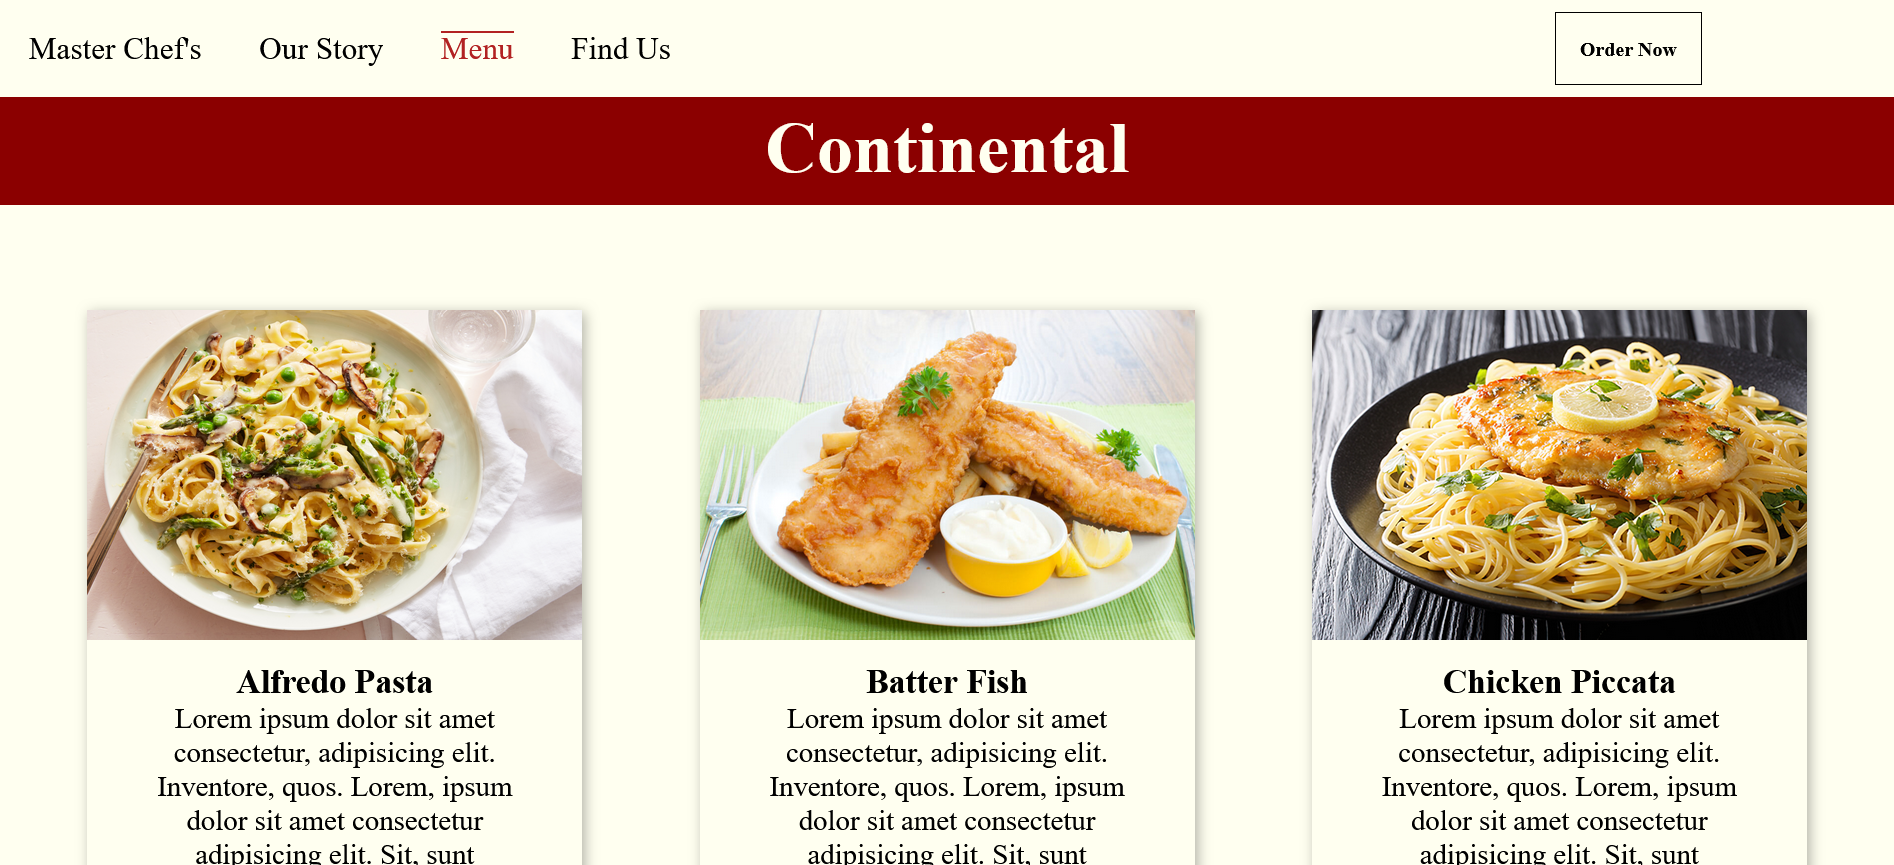 Master Chef's Our Story Menu Find Us Order Now
Continental
Alfredo Pasta
Lorem ipsum dolor sit amet
consectetur, adipisicing elit.
Inventore, quos. Lorem, ipsum
dolor sit amet consectetur
adipisicing elit. Sit, sunt
Batter Fish
Lorem ipsum dolor sit amet
consectetur, adipisicing elit.
Inventore, quos. Lorem, ipsum
dolor sit amet consectetur
adipisicing elit. Sit, sunt
Chicken Piccata
Lorem ipsum dolor sit amet
consectetur, adipisicing elit.
Inventore, quos. Lorem, ipsum
dolor sit amet consectetur
adipisicing elit. Sit, sunt